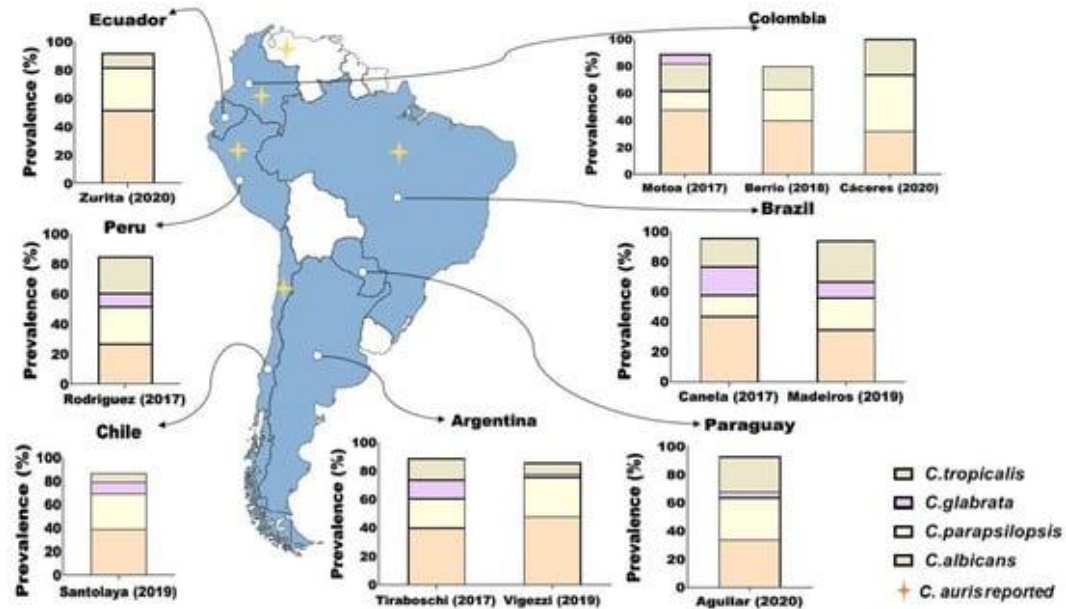 Ecuador
Prevalence (%)
100
80
60
40
20
0
Zurita (2020)
Colombia
Prevalence (%)
100
80
60
40
20
0
Motoa (2017) Berrio (2018) Cáceres (2020)
Peru
Prevalence (%)
100
80
60
40
20
0
Rodriguez (2017)
Brazil
Prevalence (%)
100
80
60
40
20
0
Canela (2017) Madeiros (2019)
Chile
Prevalence (%)
100
80
60
40
20
0
Santolaya (2019)
Argentina
Prevalence (%)
100
80
60
40
20
0
Tiraboschi (2017) Vigezzi (2019)
Paraguay
Prevalence (%)
100
80
60
40
20
0
Aguilar (2020)
C.tropicalis
C.glabrata
C.parapsilopsis
C.albicans
C. auris reported